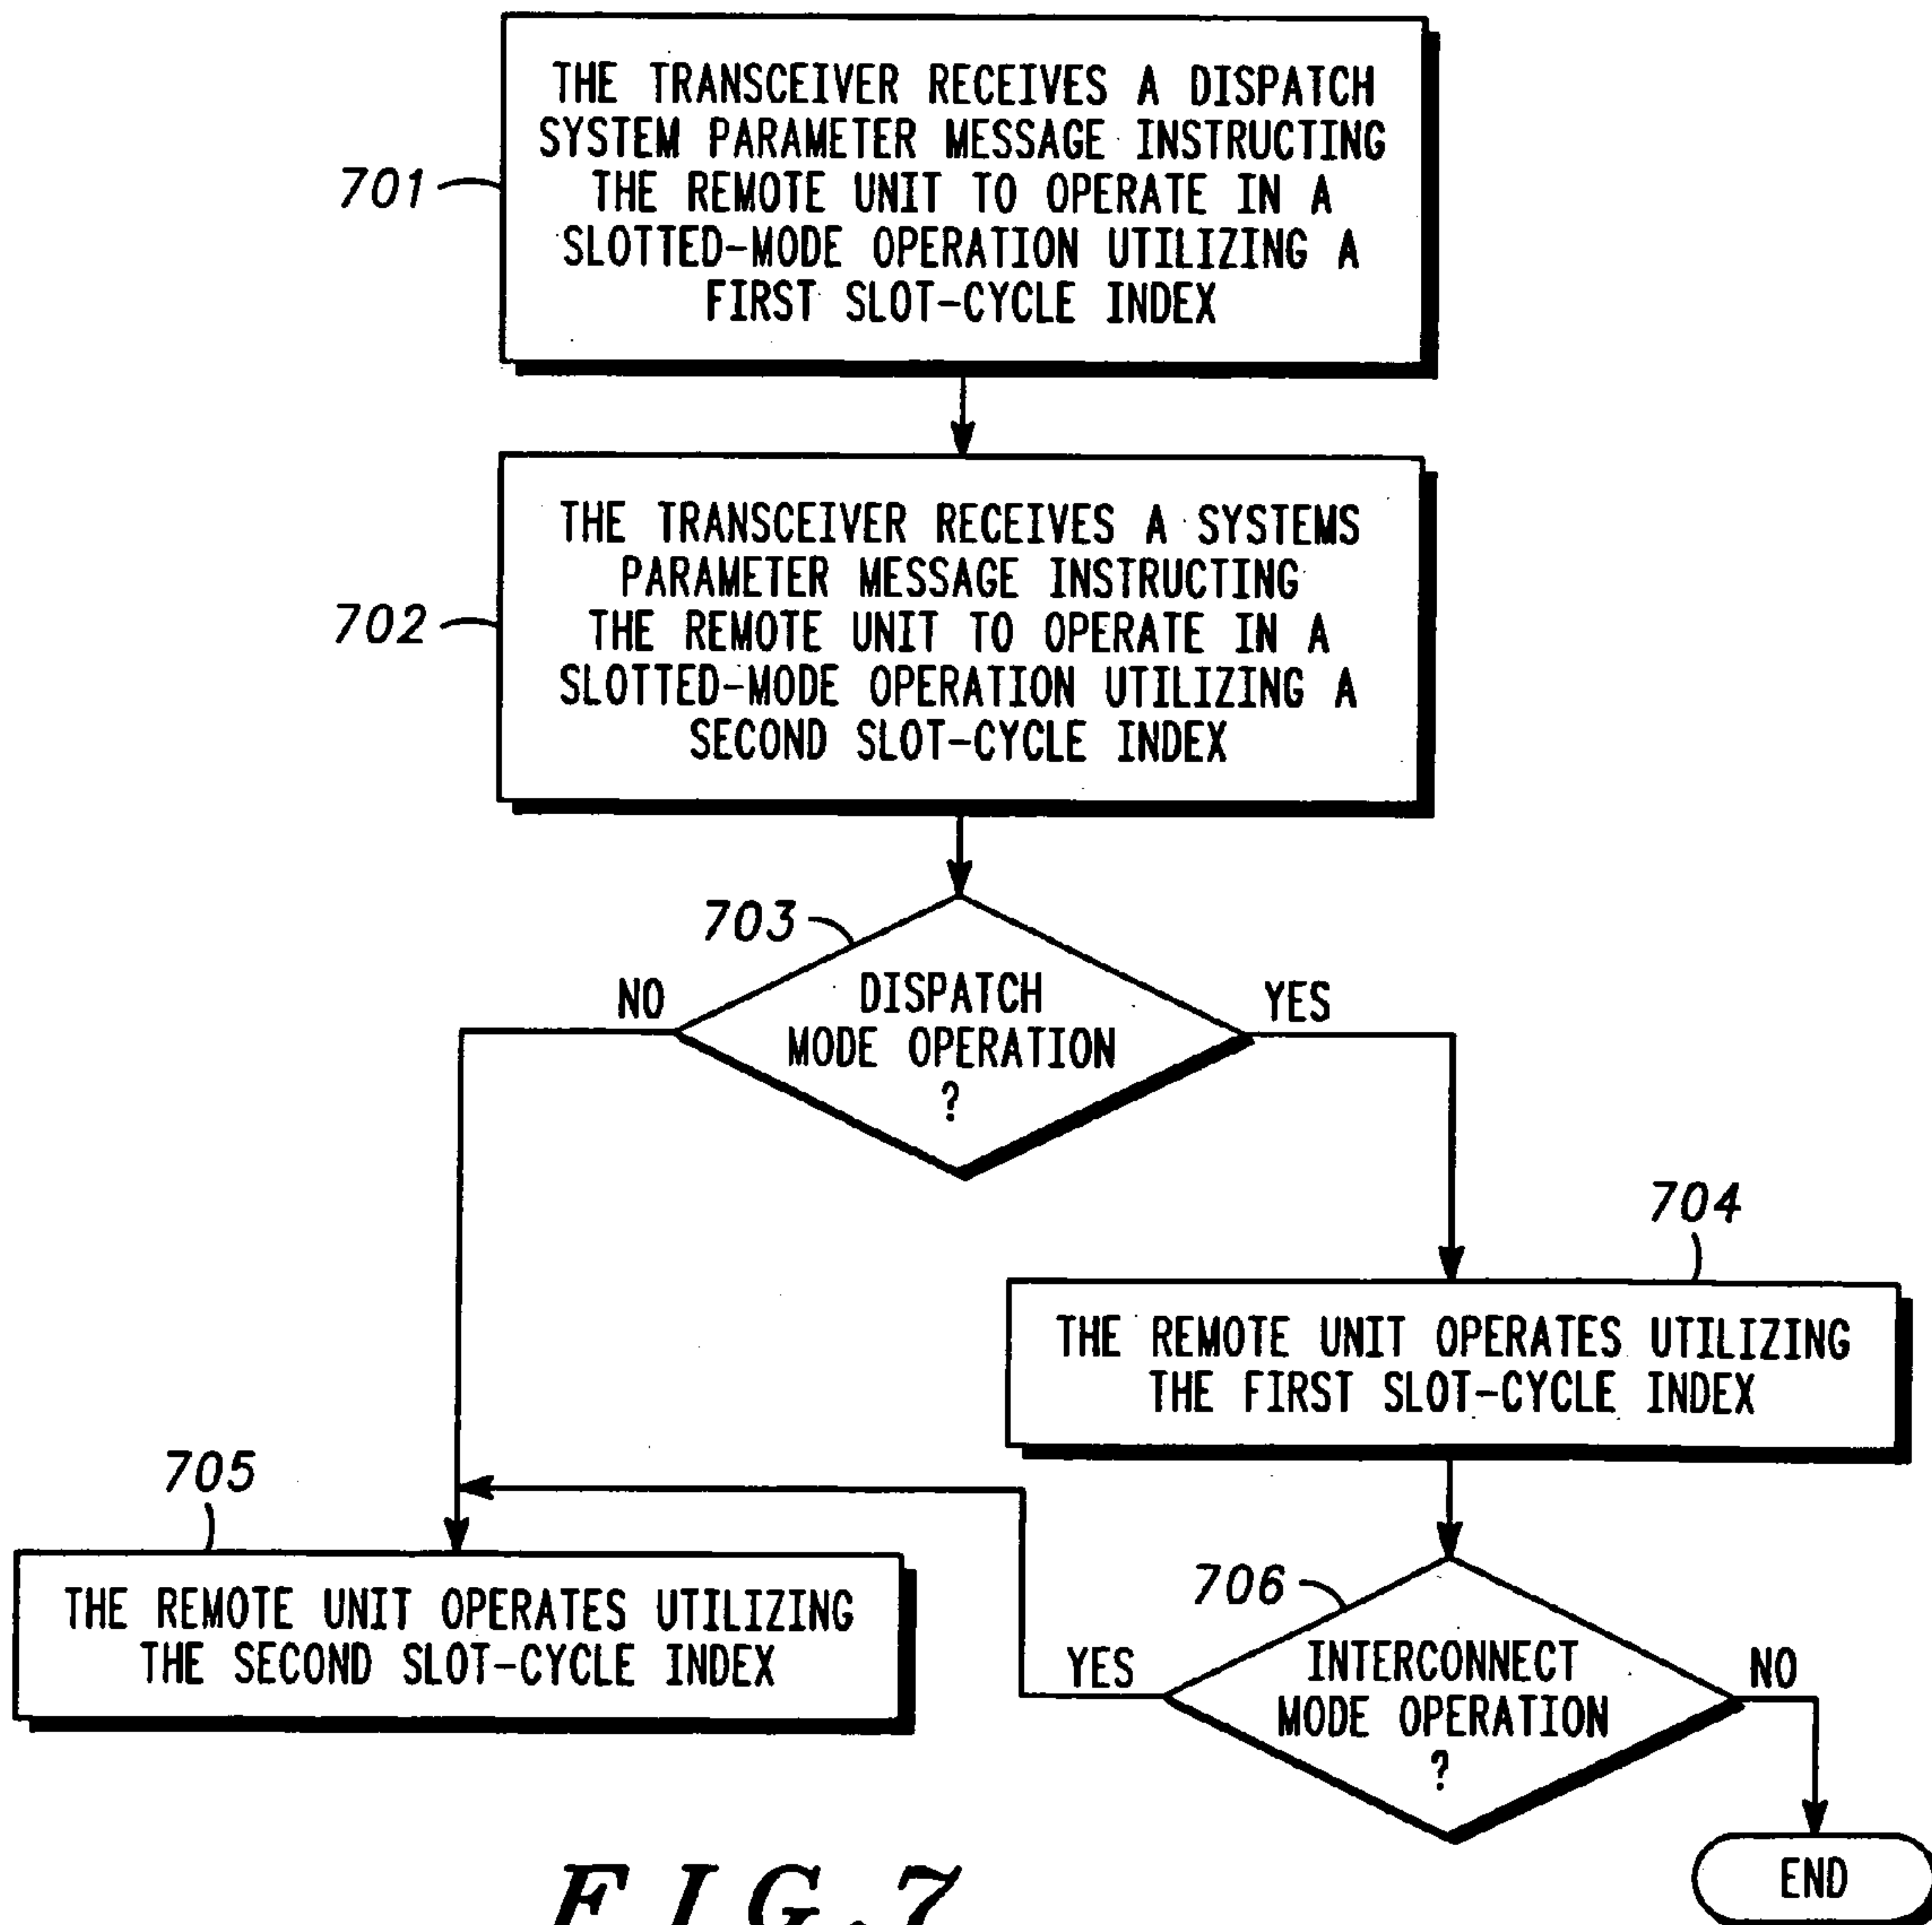 THE TRANSCEIVER RECEIVES A DISPATCH
SYSTEM PARAMETER MESSAGE INSTRUCTING
THE REMOTE UNIT TO OPERATE IN A
SLOTTED-MODE OPERATION UTILIZING A
FIRST SLOT-CYCLE INDEX
701
THE TRANSCEIVER RECEIVES A SYSTEMS
PARAMETER MESSAGE INSTRUCTING
THE REMOTE UNIT TO OPERATE IN A
SLOTTED-MODE OPERATION UTILIZING A
SECOND SLOT-CYCLE INDEX
702
703
NO
DISPATCH
MODE OPERATION
?
YES
704
THE REMOTE UNIT OPERATES UTILIZING
THE FIRST SLOT-CYCLE INDEX
705
THE REMOTE UNIT OPERATES UTILIZING
THE SECOND SLOT-CYCLE INDEX
706
YES
INTERCONNECT
MODE OPERATION
?
NO
END
FIG.7